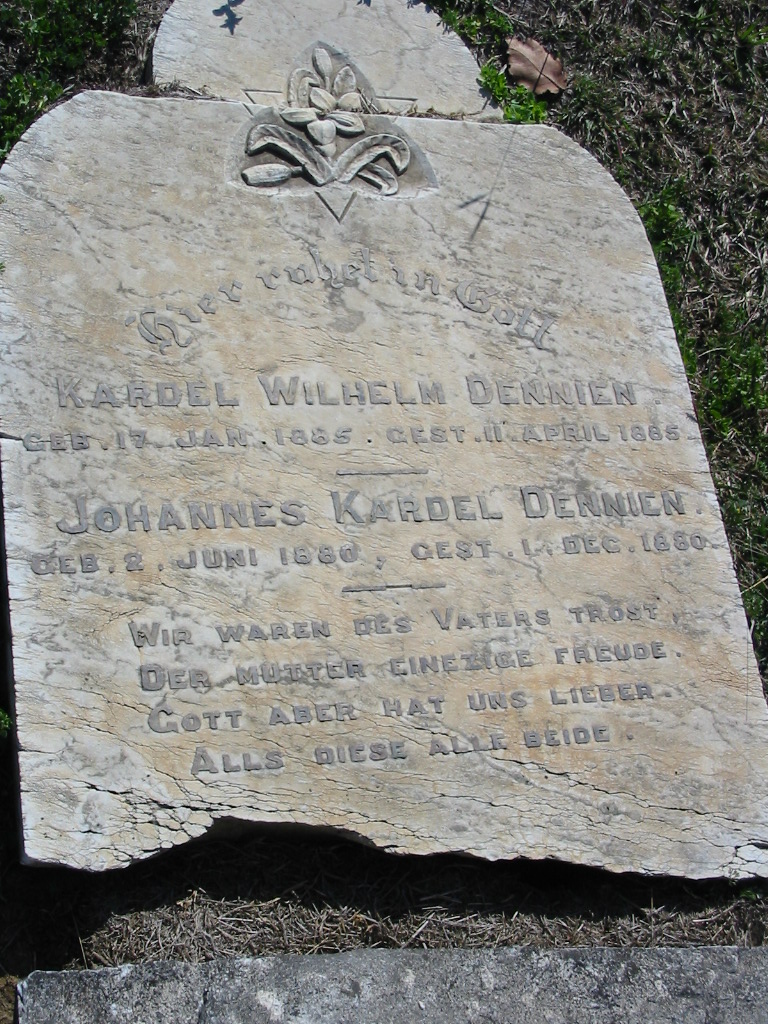 Hier ruhet in Gott
KARDEL WILHELM DENNIEN.
GEB. 17. JAN. 1885. GEST. 11 APRIL 1885.
JOHANNES KARDEL DENNIEN.
GEB. 2. JUNI 1880, GEST. 1. DEC. 1880.
WIR WAREN DES VATERS TROST,
DER MUTTER EINEZIGE FREUDE.
GOTT ABER HAT UNS LIEBER.
ALLS DIESE ALLE BEIDE.